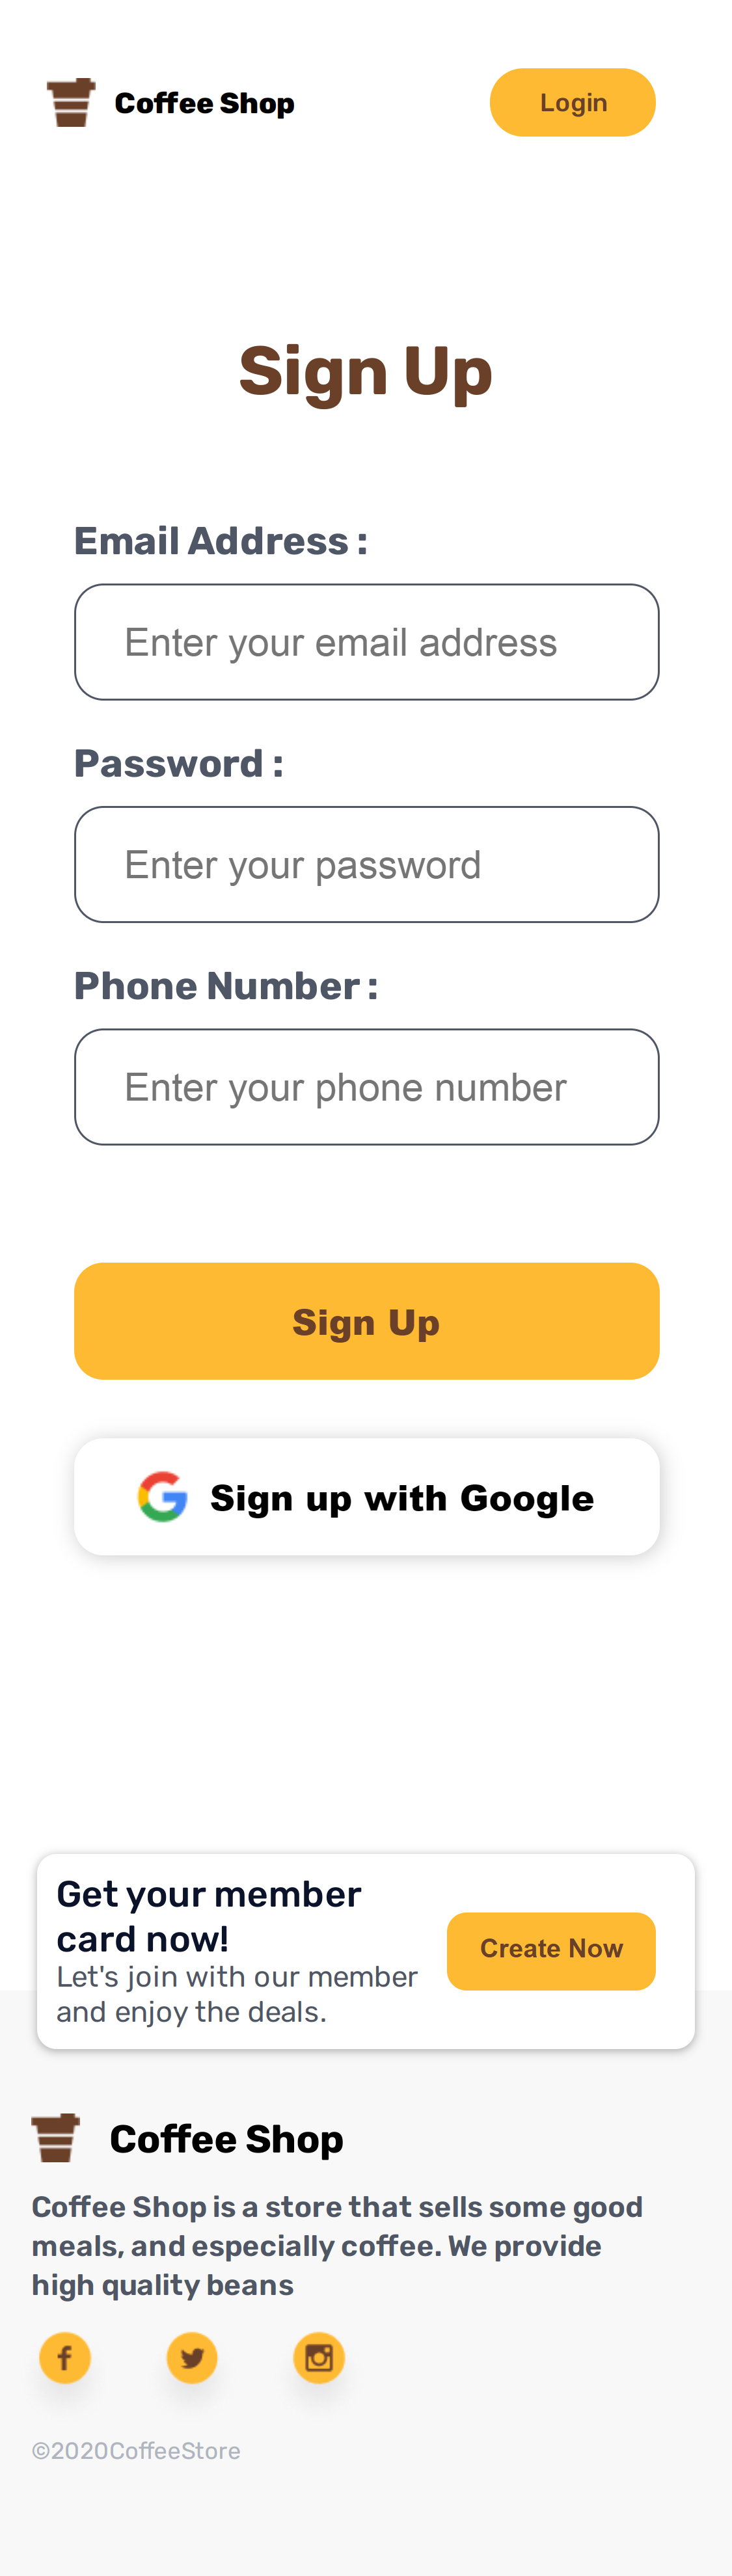 Coffee Shop
Login
Sign Up
Email Address :
Enter your email address
Password :
Enter your password
Phone Number :
Enter your phone number
Sign Up
Sign up with Google
Get your member
card now!
Let's join with our member
and enjoy the deals.
Create Now
Coffee Shop
Coffee Shop is a store that sells some good
meals, and especially coffee. We provide
high quality beans
©2020CoffeeStore